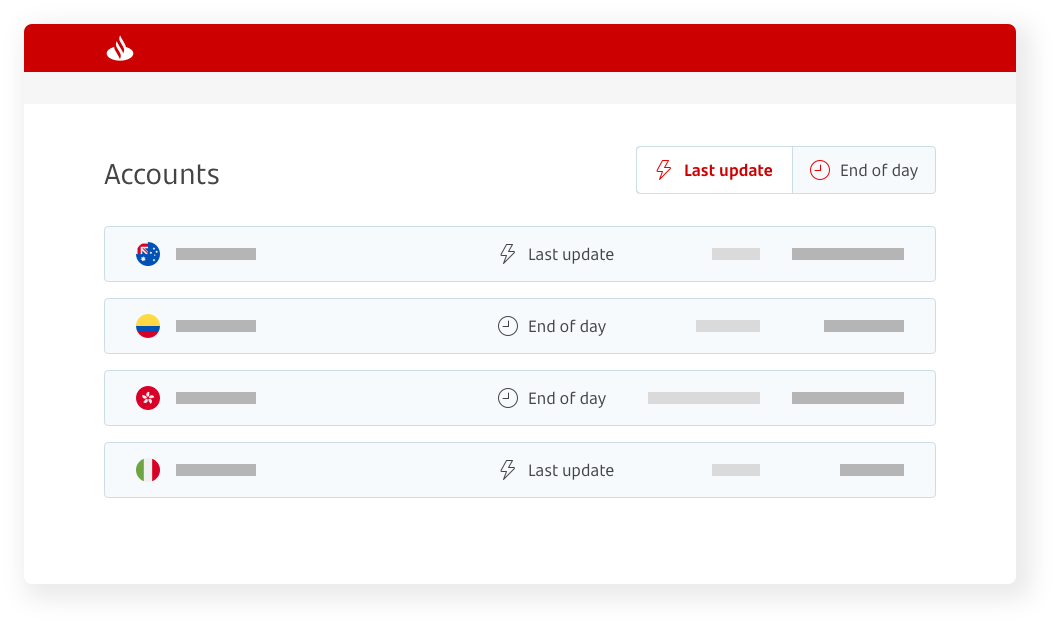 Accounts
Last update
End of day
Last update
End of day
End of day
Last update